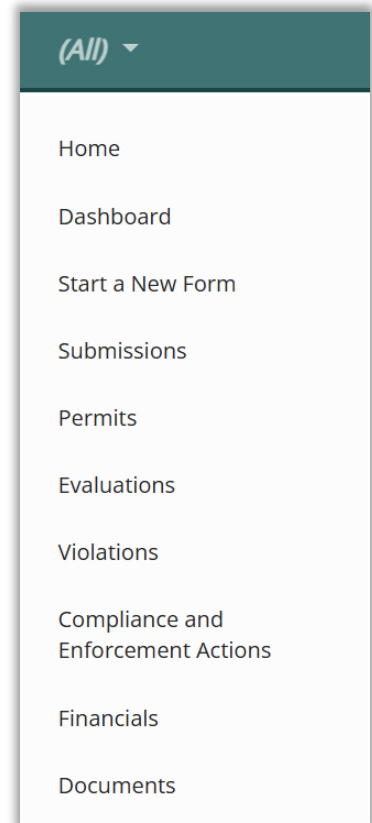 (All)
Home
Dashboard
Start a New Form
Submissions
Permits
Evaluations
Violations
Compliance and
Enforcement Actions
Financials
Documents